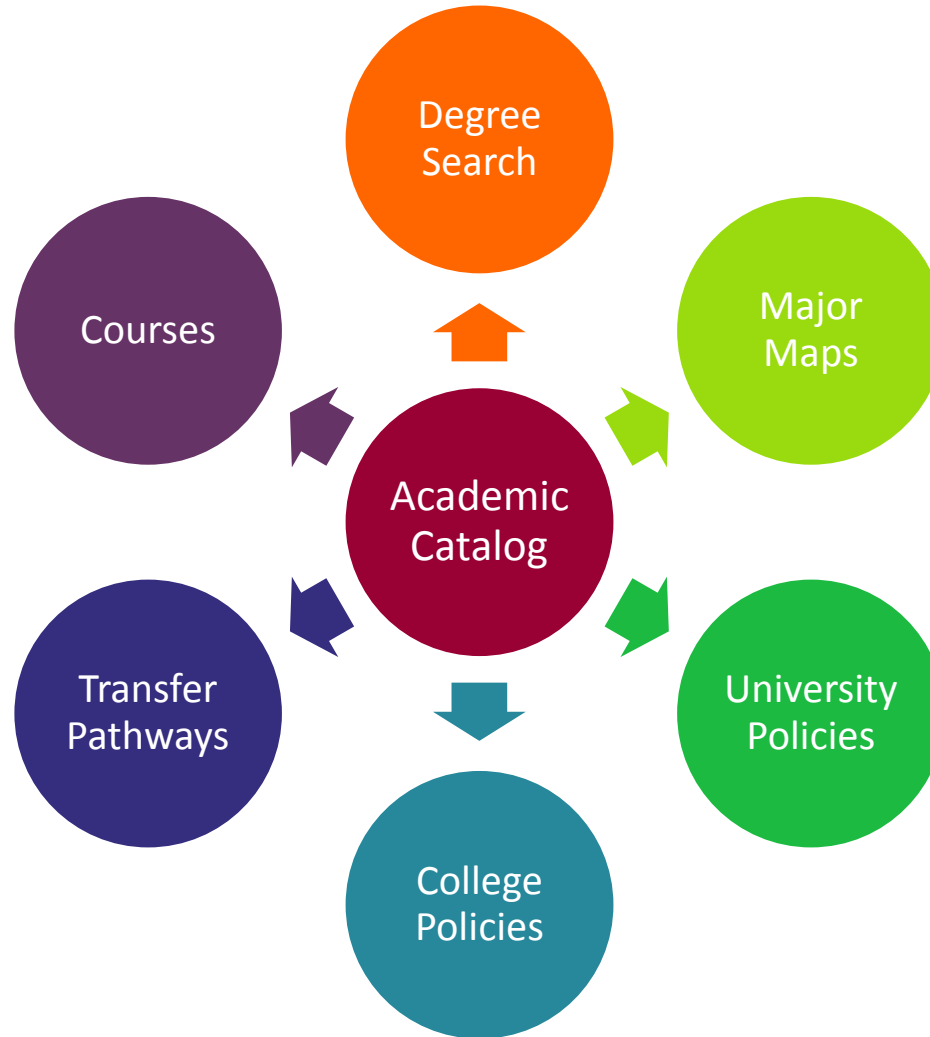 Degree
Search
Courses
Major
Maps
Academic
Catalog
Transfer
Pathways
University
Policies
College
Policies